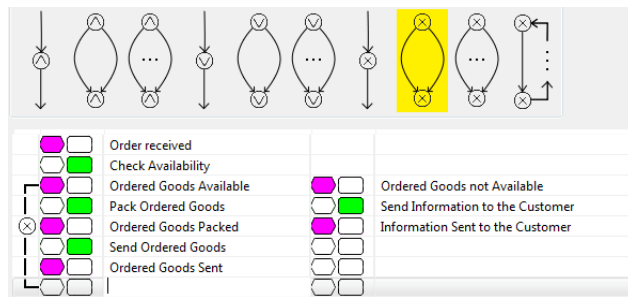 Order received
Check Availability
Ordered Goods Available Ordered Goods not Available
Pack Ordered Goods Send Information to the Customer
Ordered Goods Packed Information Sent to the Customer
Send Ordered Goods
Ordered Goods Sent